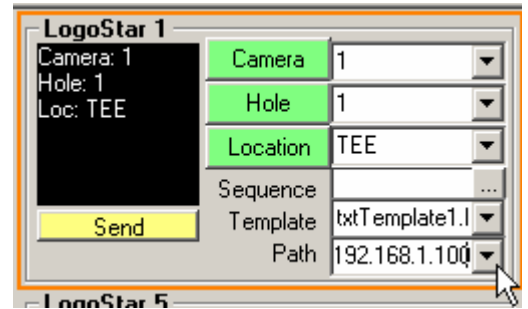 LogoStar 1
Camera: 1
Hole: 1
Loc: TEE
Camera 1
Hole 1
Location TEE
Sequence ...
Send
Template txtTemplate1.l
Path 192.168.1.100
LogoStar 5